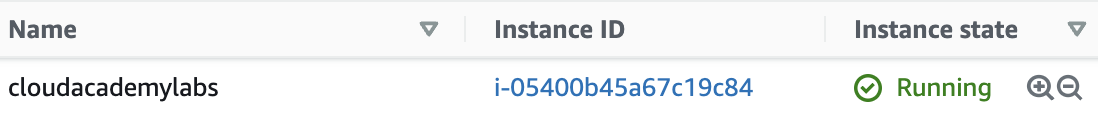 Name Instance ID Instance state
cloudacademylabs i-05400b45a67c19c84 Running